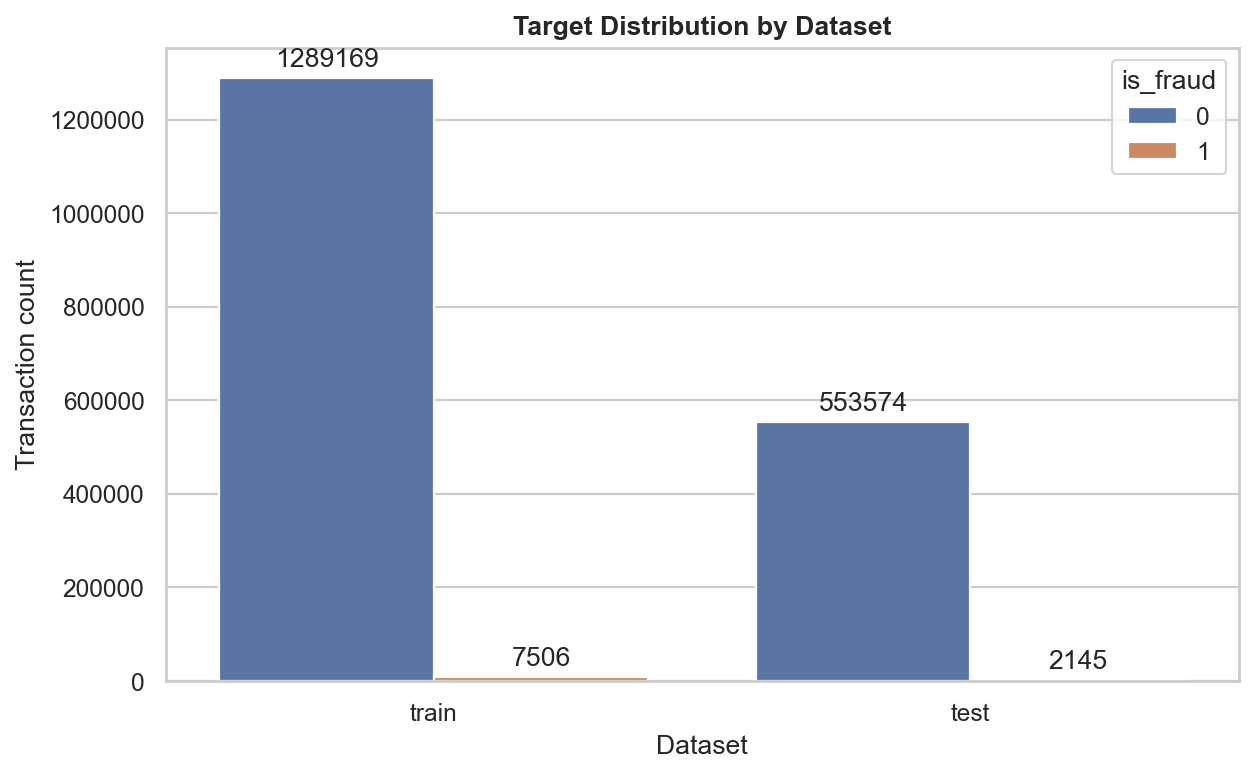 Target Distribution by Dataset
1289169
is_fraud
0
1
1200000
1000000
800000
600000
400000
200000
0
Transaction count
553574
7506
2145
train
test
Dataset